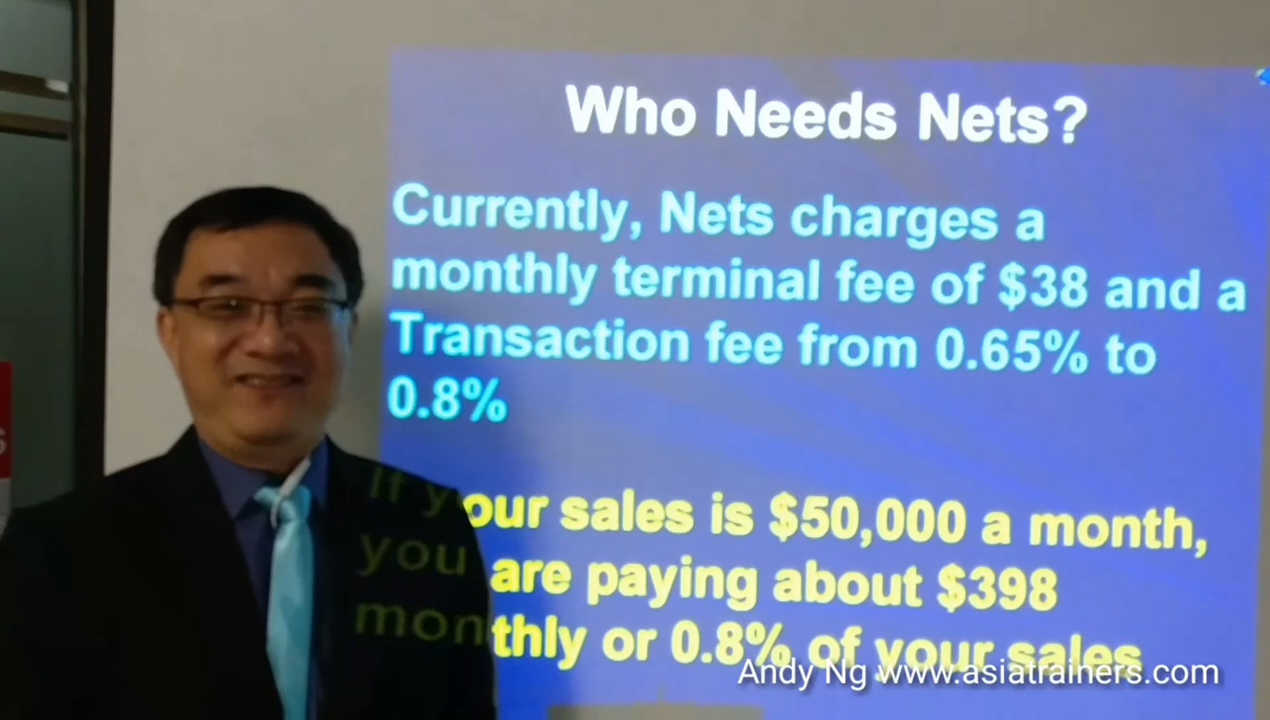 Who Needs Nets?
Currently, Nets charges a
monthly terminal fee of $38 and a
Transaction fee from 0.65% to
0.8%
If your sales is $50,000 a month,
you are paying about $398
monthly or 0.8% of your sales
Andy Ng www.asiatrainers.com